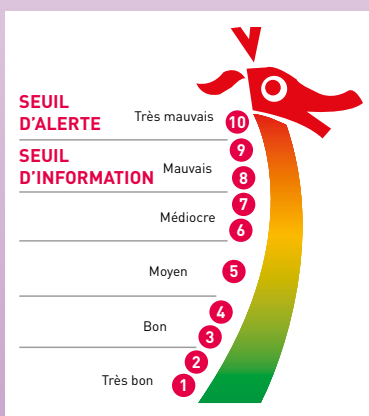 SEUIL
D'ALERTE
Très mauvais
10
SEUIL
D'INFORMATION
9
Mauvais
8
7
Médiocre
6
Moyen
5
4
Bon
3
2
Très bon
1